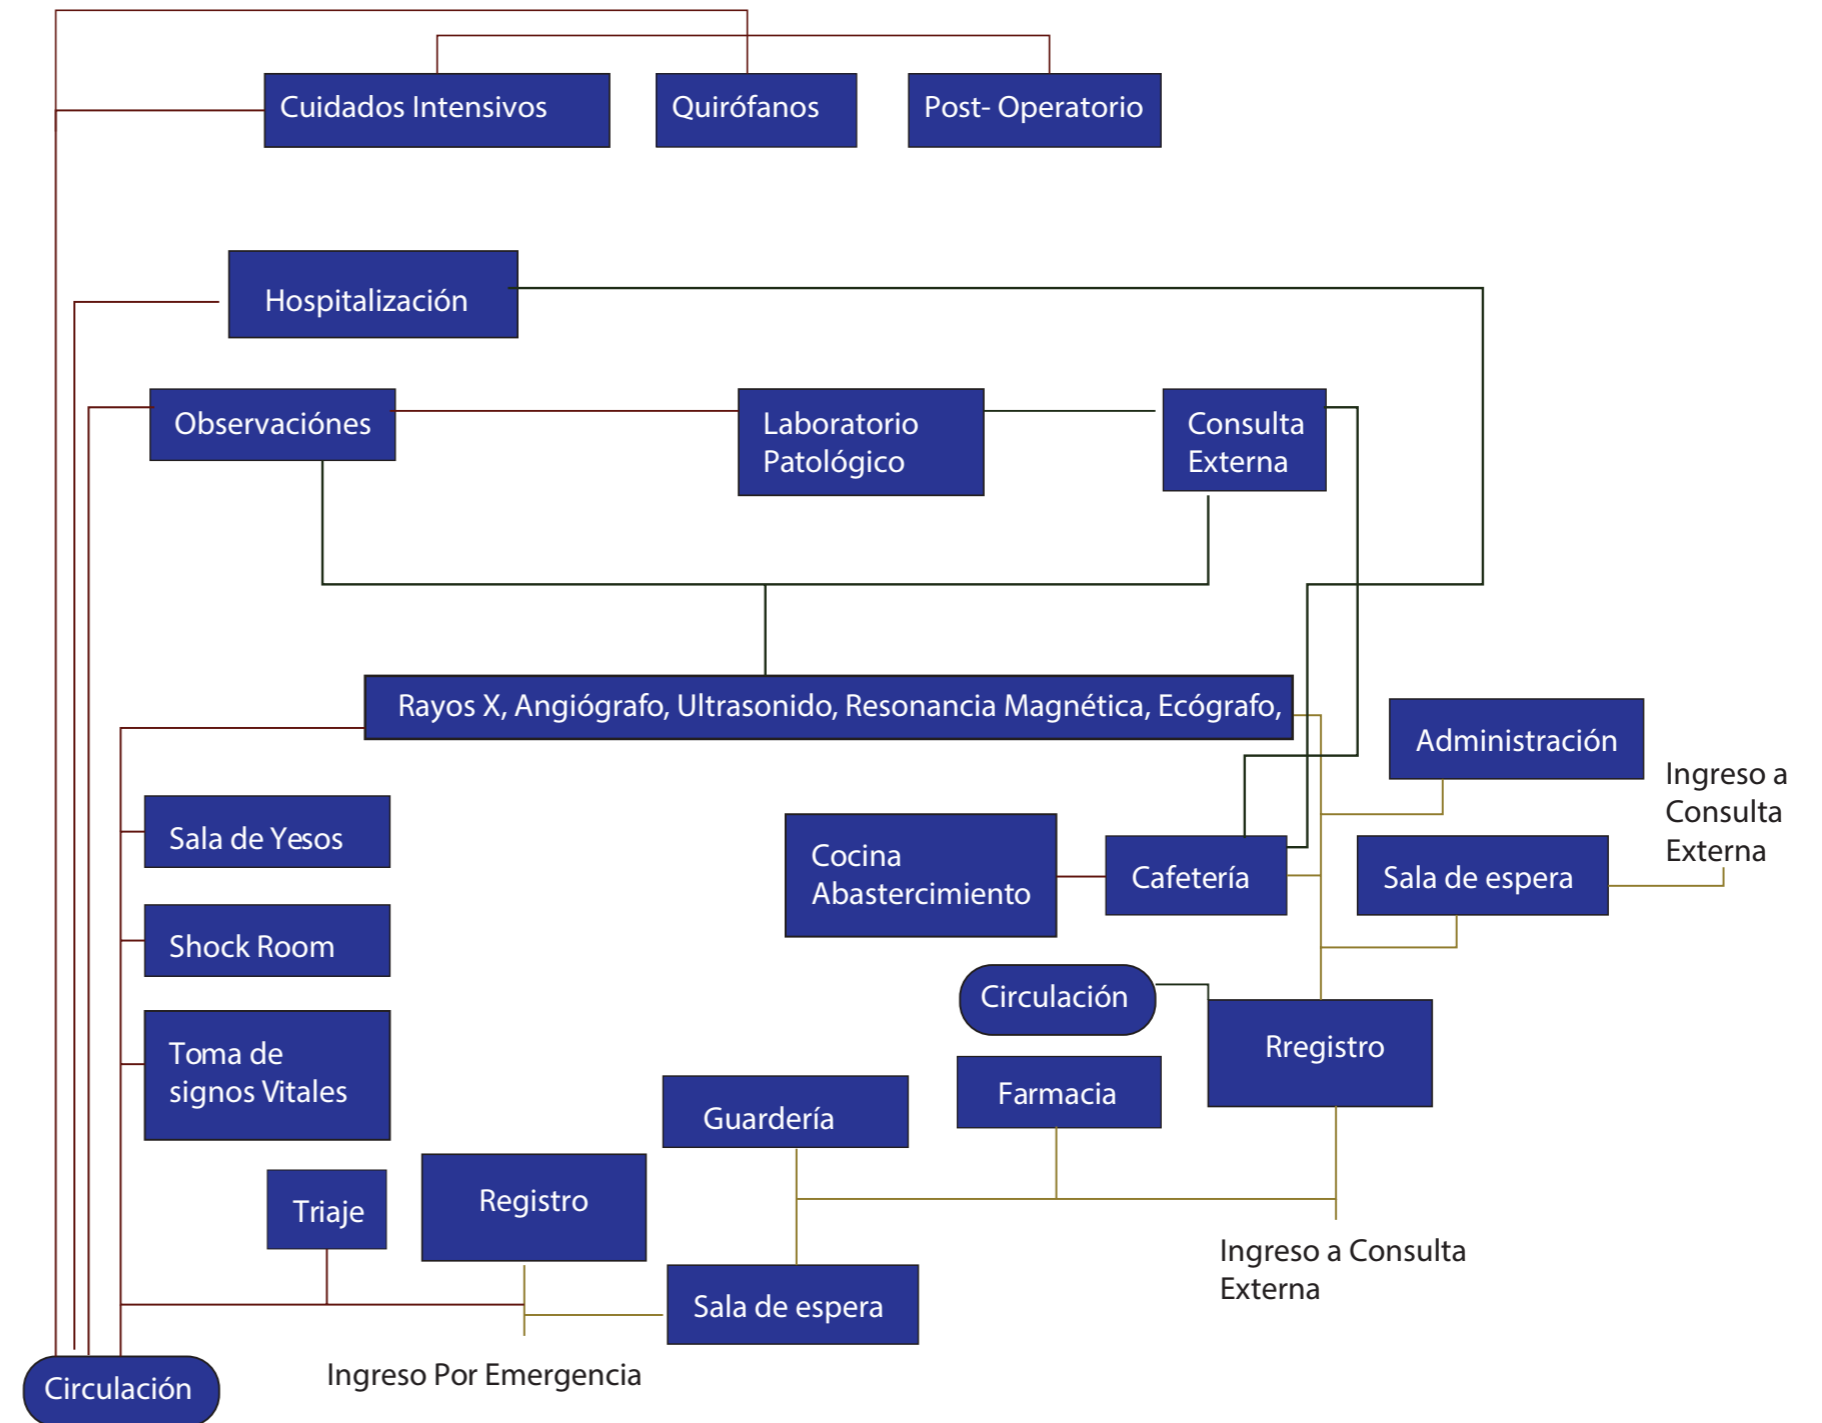 Cuidados Intensivos
Quirófanos
Post- Operatorio
Hospitalización
Observaciónes
Laboratorio
Patológico
Consulta
Externa
Rayos X, Angiógrafo, Ultrasonido, Resonancia Magnética, Ecógrafo,
Administración
Ingreso a
Consulta
Externa
Sala de Yesos
Cocina
Abastercimiento
Cafetería
Sala de espera
Shock Room
Circulación
Rregistro
Toma de
signos Vitales
Farmacia
Guardería
Triaje
Registro
Ingreso a Consulta
Externa
Sala de espera
Ingreso Por Emergencia
Circulación